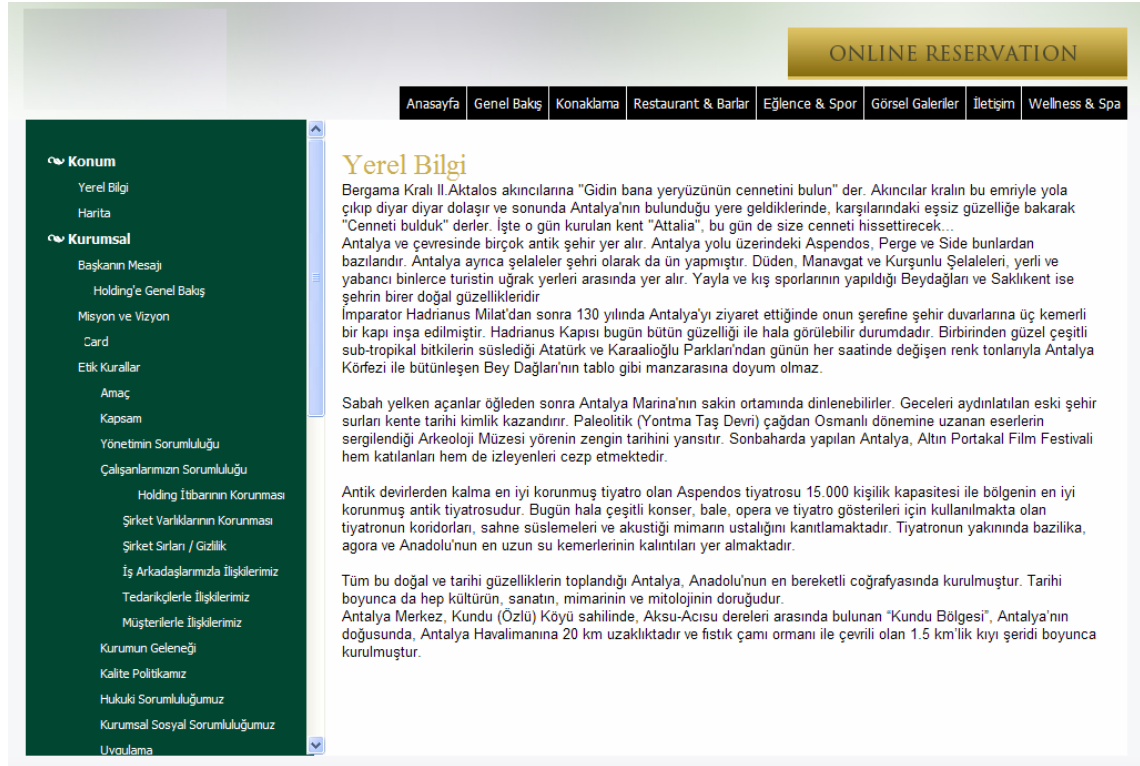 ONLINE RESERVATION
Anasayfa
Genel Bakış
Konaklama
Restaurant & Barlar
Eğlence & Spor
Görsel Galeriler
İletişim
Wellness & Spa
Konum
Yerel Bilgi
Harita
Kurumsal
Başkanın Mesajı
Holding'e Genel Bakış
Misyon ve Vizyon
Card
Etik Kurallar
Amaç
Kapsam
Yönetimin Sorumluluğu
Çalışanlarımızın Sorumluluğu
Holding İtibarının Korunması
Şirket Varlıklarının Korunması
Şirket Sırları / Gizlilik
İş Arkadaşlarımızla İlişkilerimiz
Tedarikçilerle İlişkilerimiz
Müşterilerle İlişkilerimiz
Kurumun Geleneği
Kalite Politikamız
Hukuki Sorumluluğumuz
Kurumsal Sosyal Sorumluluğumuz
Uygulama
Yerel Bilgi
Bergama Kralı II.Aktalos akıncılarına "Gidin bana yeryüzünün cennetini bulun" der. Akıncılar kralın bu emriyle yola
çıkıp diyar diyar dolaşır ve sonunda Antalya'nın bulunduğu yere geldiklerinde, karşılarındaki eşsiz güzelliğe bakarak
"Cenneti bulduk" derler. İşte o gün kurulan kent "Attalia", bu gün de size cenneti hissettirecek...
Antalya ve çevresinde birçok antik şehir yer alır. Antalya yolu üzerindeki Aspendos, Perge ve Side bunlardan
bazılarıdır. Antalya ayrıca şelaleler şehri olarak da ün yapmıştır. Düden, Manavgat ve Kurşunlu Şelaleleri, yerli ve
yabancı binlerce turistin uğrak yerleri arasında yer alır. Yayla ve kış sporlarının yapıldığı Beydağları ve Saklıkent ise
şehrin birer doğal güzellikleridir
İmparator Hadrianus Milat'dan sonra 130 yılında Antalya'yı ziyaret ettiğinde onun şerefine şehir duvarlarına üç kemerli
bir kapı inşa edilmiştir. Hadrianus Kapısı bugün bütün güzelliği ile hala görülebilir durumdadır. Birbirinden güzel çeşitli
sub-tropikal bitkilerin süslediği Atatürk ve Karaalioğlu Parkları'ndan günün her saatinde değişen renk tonlarıyla Antalya
Körfezi ile bütünleşen Bey Dağları'nın tablo gibi manzarasına doyum olmaz.
Sabah yelken açanlar öğleden sonra Antalya Marina'nın sakin ortamında dinlenebilirler. Geceleri aydınlatılan eski şehir
surları kente tarihi kimlik kazandırır. Paleolitik (Yontma Taş Devri) çağdan Osmanlı dönemine uzanan eserlerin
sergilendiği Arkeoloji Müzesi yörenin zengin tarihini yansıtır. Sonbaharda yapılan Antalya, Altın Portakal Film Festivali
hem katılanları hem de izleyenleri cezp etmektedir.
Antik devirlerden kalma en iyi korunmuş tiyatro olan Aspendos tiyatrosu 15.000 kişilik kapasitesi ile bölgenin en iyi
korunmuş antik tiyatrosudur. Bugün hala çeşitli konser, bale, opera ve tiyatro gösterileri için kullanılmakta olan
tiyatronun koridorları, sahne süslemeleri ve akustiği mimarın ustalığını kanıtlamaktadır. Tiyatronun yakınında bazilika,
agora ve Anadolu'nun en uzun su kemerlerinin kalıntıları yer almaktadır.
Tüm bu doğal ve tarihi güzelliklerin toplandığı Antalya, Anadolu'nun en bereketli coğrafyasında kurulmuştur. Tarihi
boyunca da hep kültürün, sanatın, mimarinin ve mitolojinin doruğudur.
Antalya Merkez, Kundu (Özlü) Köyü sahilinde, Aksu-Acısu dereleri arasında bulunan “Kundu Bölgesi”, Antalya’nın
doğusunda, Antalya Havalimanına 20 km uzaklıktadır ve fıstık çamı ormanı ile çevrili olan 1.5 km’lik kıyı şeridi boyunca
kurulmuştur.